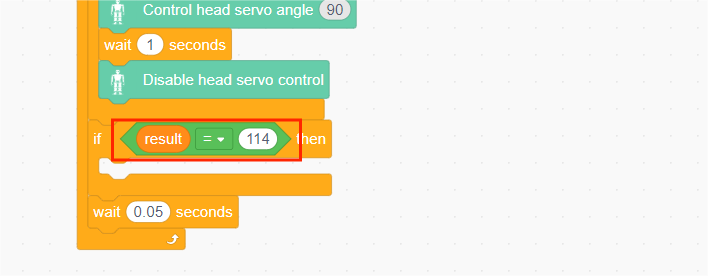 Control head servo angle 90
wait 1 seconds
Disable head servo control
if result = 114 then
wait 0.05 seconds